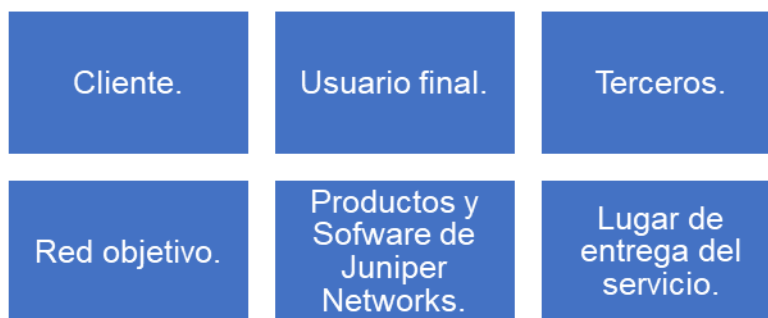 Cliente.
Usuario final.
Terceros.
Red objetivo.
Productos y
Sofware de
Juniper
Networks.
Lugar de
entrega del
servicio.